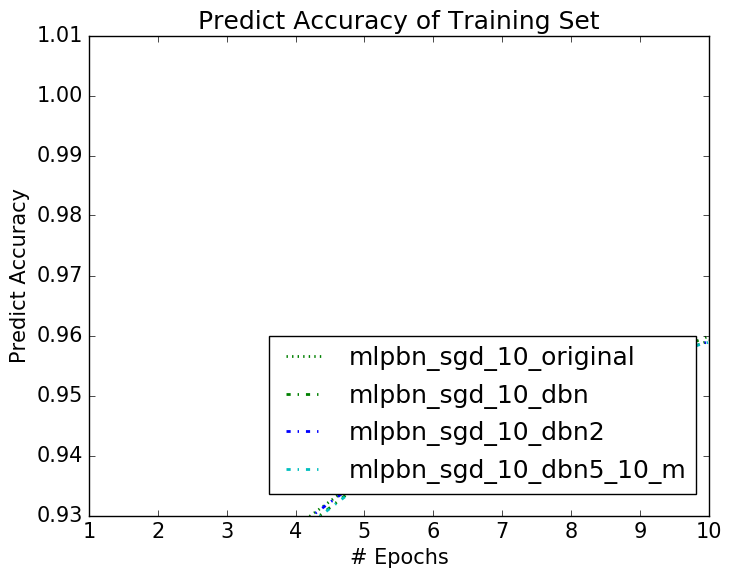 Predict Accuracy of Training Set
1.01
1.00
0.99
0.98
0.97
0.96
0.95
0.94
0.93
Predict Accuracy
mlpbn_sgd_10_original
mlpbn_sgd_10_dbn
mlpbn_sgd_10_dbn2
mlpbn_sgd_10_dbn5_10_m
1 2 3 4 5 6 7 8 9 10
# Epochs